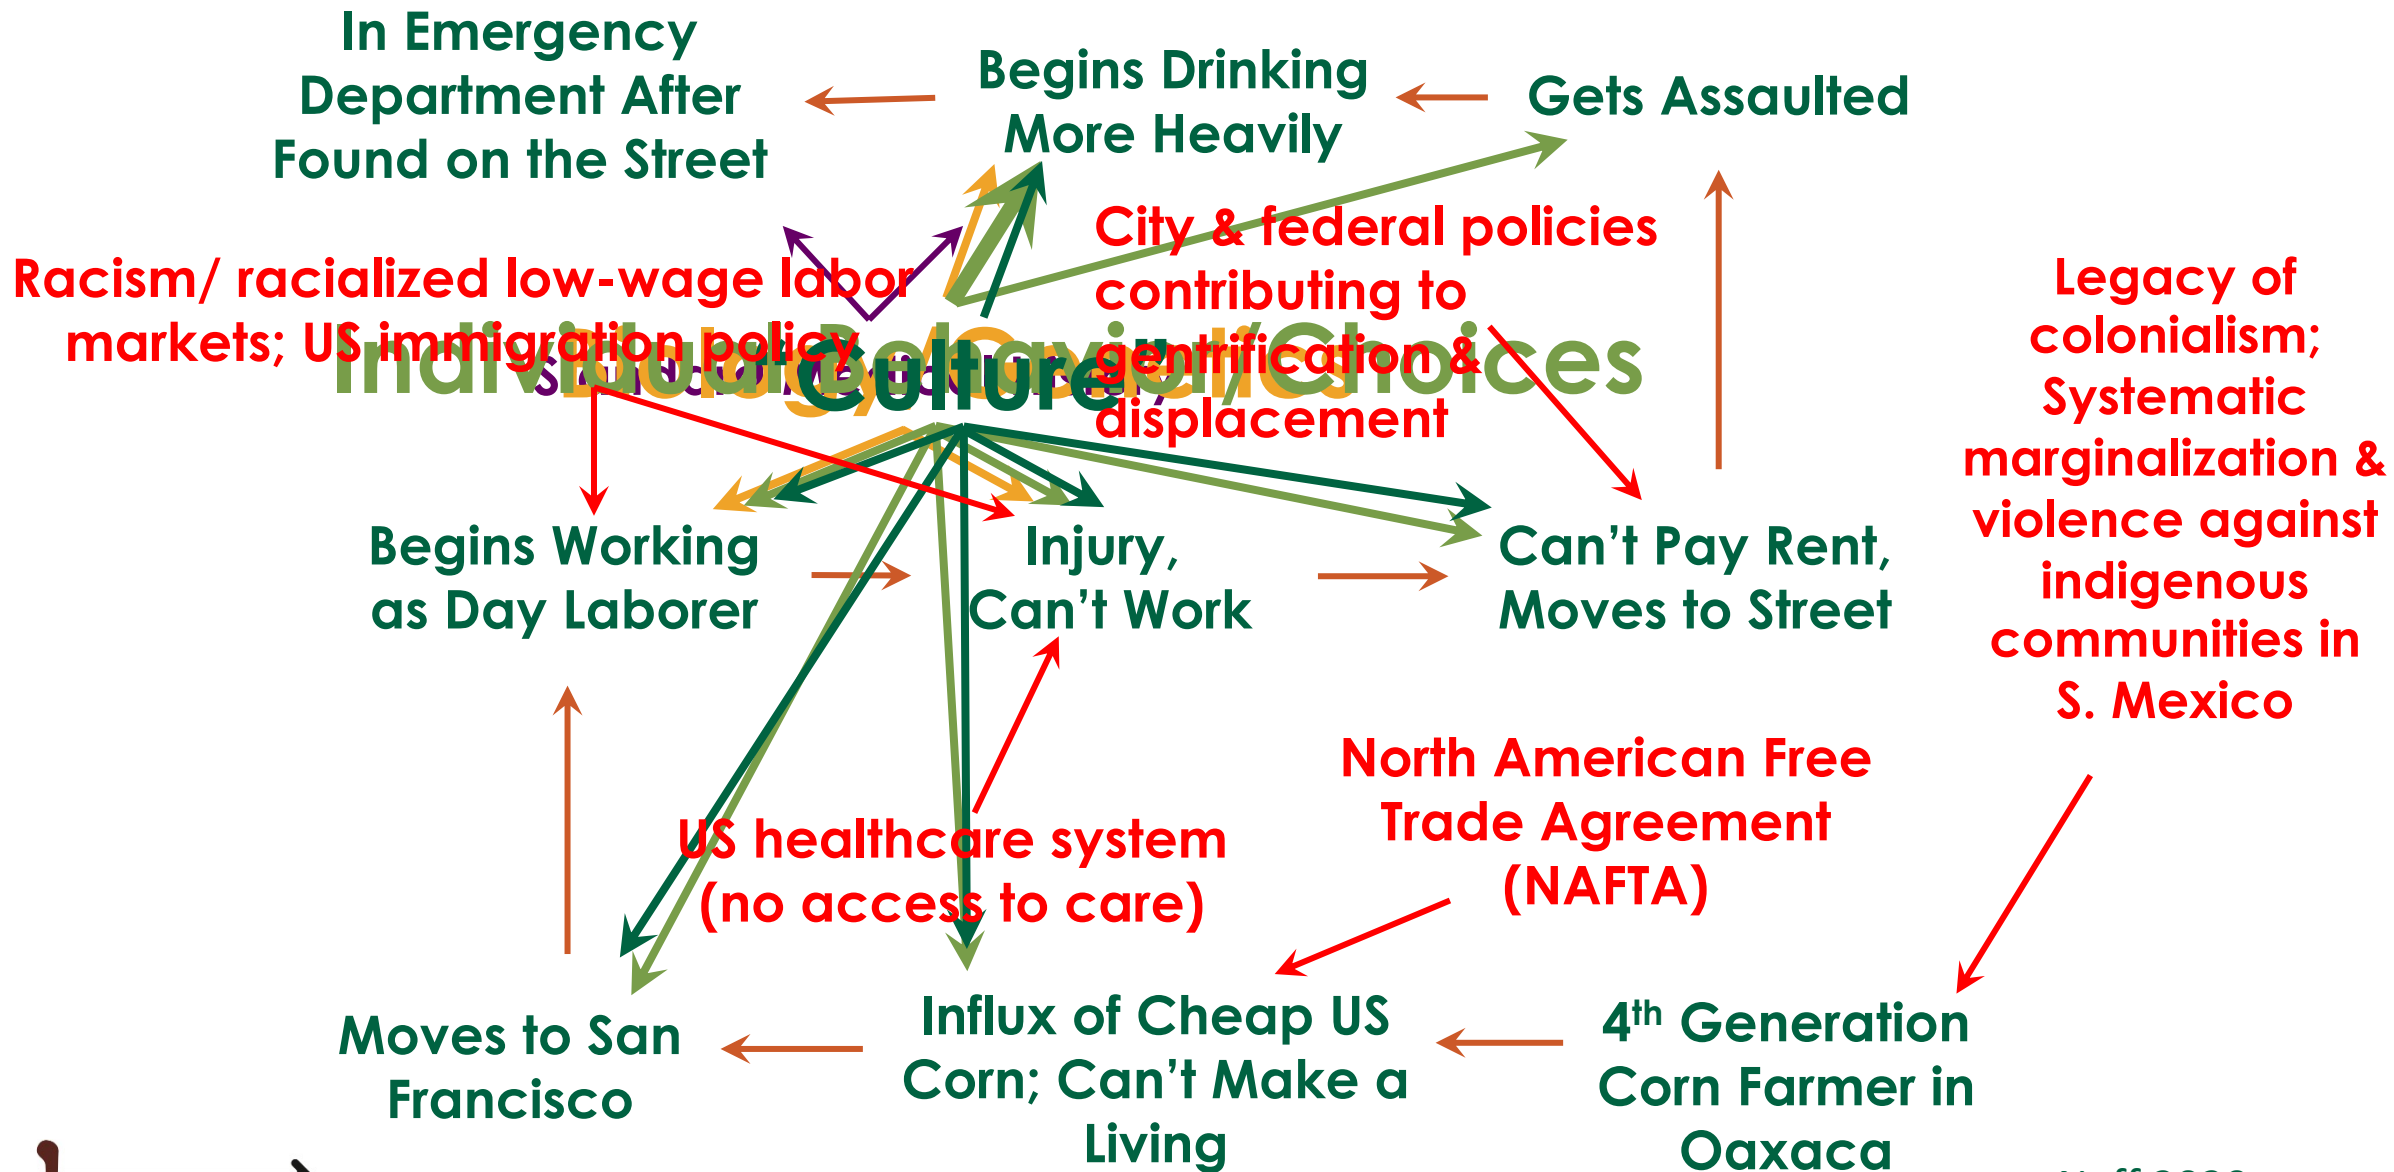 In Emergency
Department After
Found on the Street
Begins Drinking
More Heavily
Gets Assaulted
Racism/ racialized low-wage labor
markets; US immigration policy
City & federal policies
contributing to
gentrification &
displacement
Legacy of
colonialism;
Systematic
marginalization &
violence against
indigenous
communities in
S. Mexico
Individual Behavior/Choices
"Culture"
Begins Working
as Day Laborer
Injury,
Can't Work
Can't Pay Rent,
Moves to Street
US healthcare system
(no access to care)
North American Free
Trade Agreement
(NAFTA)
Moves to San
Francisco
Influx of Cheap US
Corn; Can't Make a
Living
4th Generation
Corn Farmer in
Oaxaca